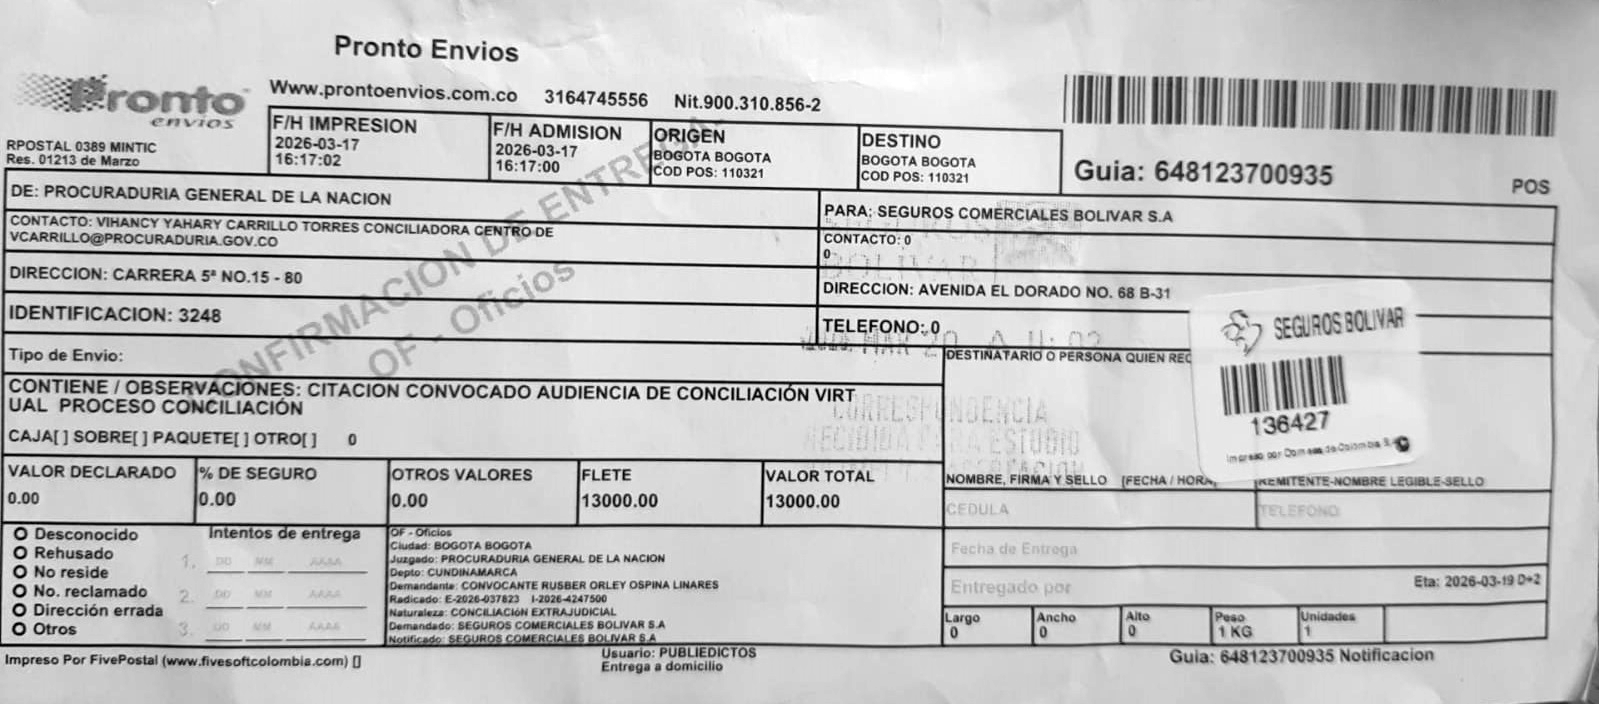 Pronto Envios
Pronto
envios
Www.prontoenvios.com.co 3164745556 Nit.900.310.856-2
RPOSTAL 0389 MINTIC
Res. 01213 de Marzo
F/H IMPRESION
2026-03-17
16:17:02
F/H ADMISION
2026-03-17
16:17:00
ORIGEN
BOGOTA BOGOTA
COD POS: 110321
DESTINO
BOGOTA BOGOTA
COD POS: 110321
Guia: 648123700935
POS
DE: PROCURADURIA GENERAL DE LA NACION
CONTACTO: VIHANCY YAHARY CARRILLO TORRES CONCILIADORA CENTRO DE
VCARRILLO@PROCURADURIA.GOV.CO
DIRECCION: CARRERA 5ª NO.15 - 80
IDENTIFICACION: 3248
PARA: SEGUROS COMERCIALES BOLIVAR S.A
CONTACTO: 0
0
DIRECCION: AVENIDA EL DORADO NO. 68 B-31
TELEFONO: 0
SEGUROS
BOLIVAR
CONFIRMACION DE ENTREGA
OF - Oficios
Tipo de Envio:
CONTIENE / OBSERVACIONES: CITACION CONVOCADO AUDIENCIA DE CONCILIACIÓN VIRT
UAL PROCESO CONCILIACIÓN
CAJA[ ] SOBRE[ ] PAQUETE[ ] OTRO[ ] 0
MAR 20
CORRESPONDENCIA
RECIBIDA PARA ESTUDIO
DESTINATARIO O PERSONA QUIEN REC
SEGUROS BOLIVAR
136427
NOMBRE, FIRMA Y SELLO [FECHA / HORA]
REMITENTE-NOMBRE LEGIBLE-SELLO
VALOR DECLARADO
0.00
% DE SEGURO
0.00
OTROS VALORES
0.00
FLETE
13000.00
VALOR TOTAL
13000.00
CEDULA
TELEFONO
Fecha de Entrega
Entregado por
Eta: 2026-03-19 D+2
Desconocido
Rehusado
No reside
No. reclamado
Dirección errada
Otros
Intentos de entrega
1. DD MM AAAA
2. DD MM AAAA
3. DD MM AAAA
OF - Oficios
Ciudad: BOGOTA BOGOTA
Juzgado: PROCURADURIA GENERAL DE LA NACION
Depto: CUNDINAMARCA
Demandante: CONVOCANTE RUSBER ORLEY OSPINA LINARES
Radicado: E-2026-037823 I-2026-4247500
Naturaleza: CONCILIACIÓN EXTRAJUDICIAL
Demandado: SEGUROS COMERCIALES BOLIVAR S.A
Notificado: SEGUROS COMERCIALES BOLIVAR S.A
Largo
0
Ancho
0
Alto
0
Peso
1 KG
Unidades
1
Impreso Por FivePostal (www.fivesoftcolombia.com) []
Usuario: PUBLIEDICTOS
Entrega a domicilio
Guia: 648123700935 Notificacion